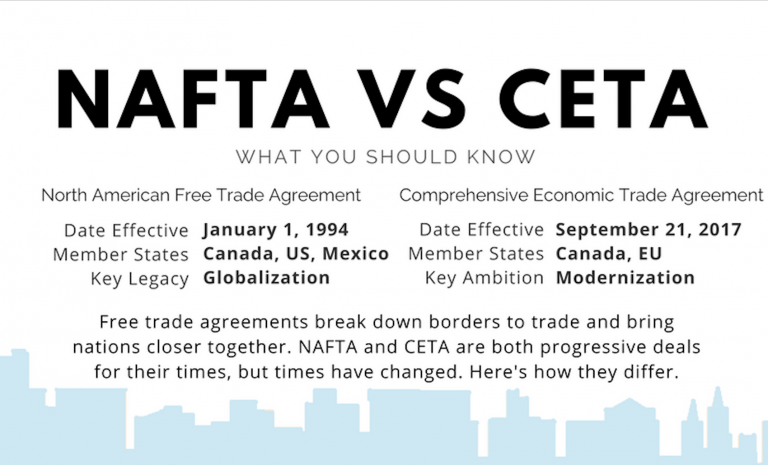 NAFTA VS CETA
WHAT YOU SHOULD KNOW
North American Free Trade Agreement
Date Effective January 1, 1994
Member States Canada, US, Mexico
Key Legacy Globalization
Comprehensive Economic Trade Agreement
Date Effective September 21, 2017
Member States Canada, EU
Key Ambition Modernization
Free trade agreements break down borders to trade and bring
nations closer together. NAFTA and CETA are both progressive deals
for their times, but times have changed. Here's how they differ.